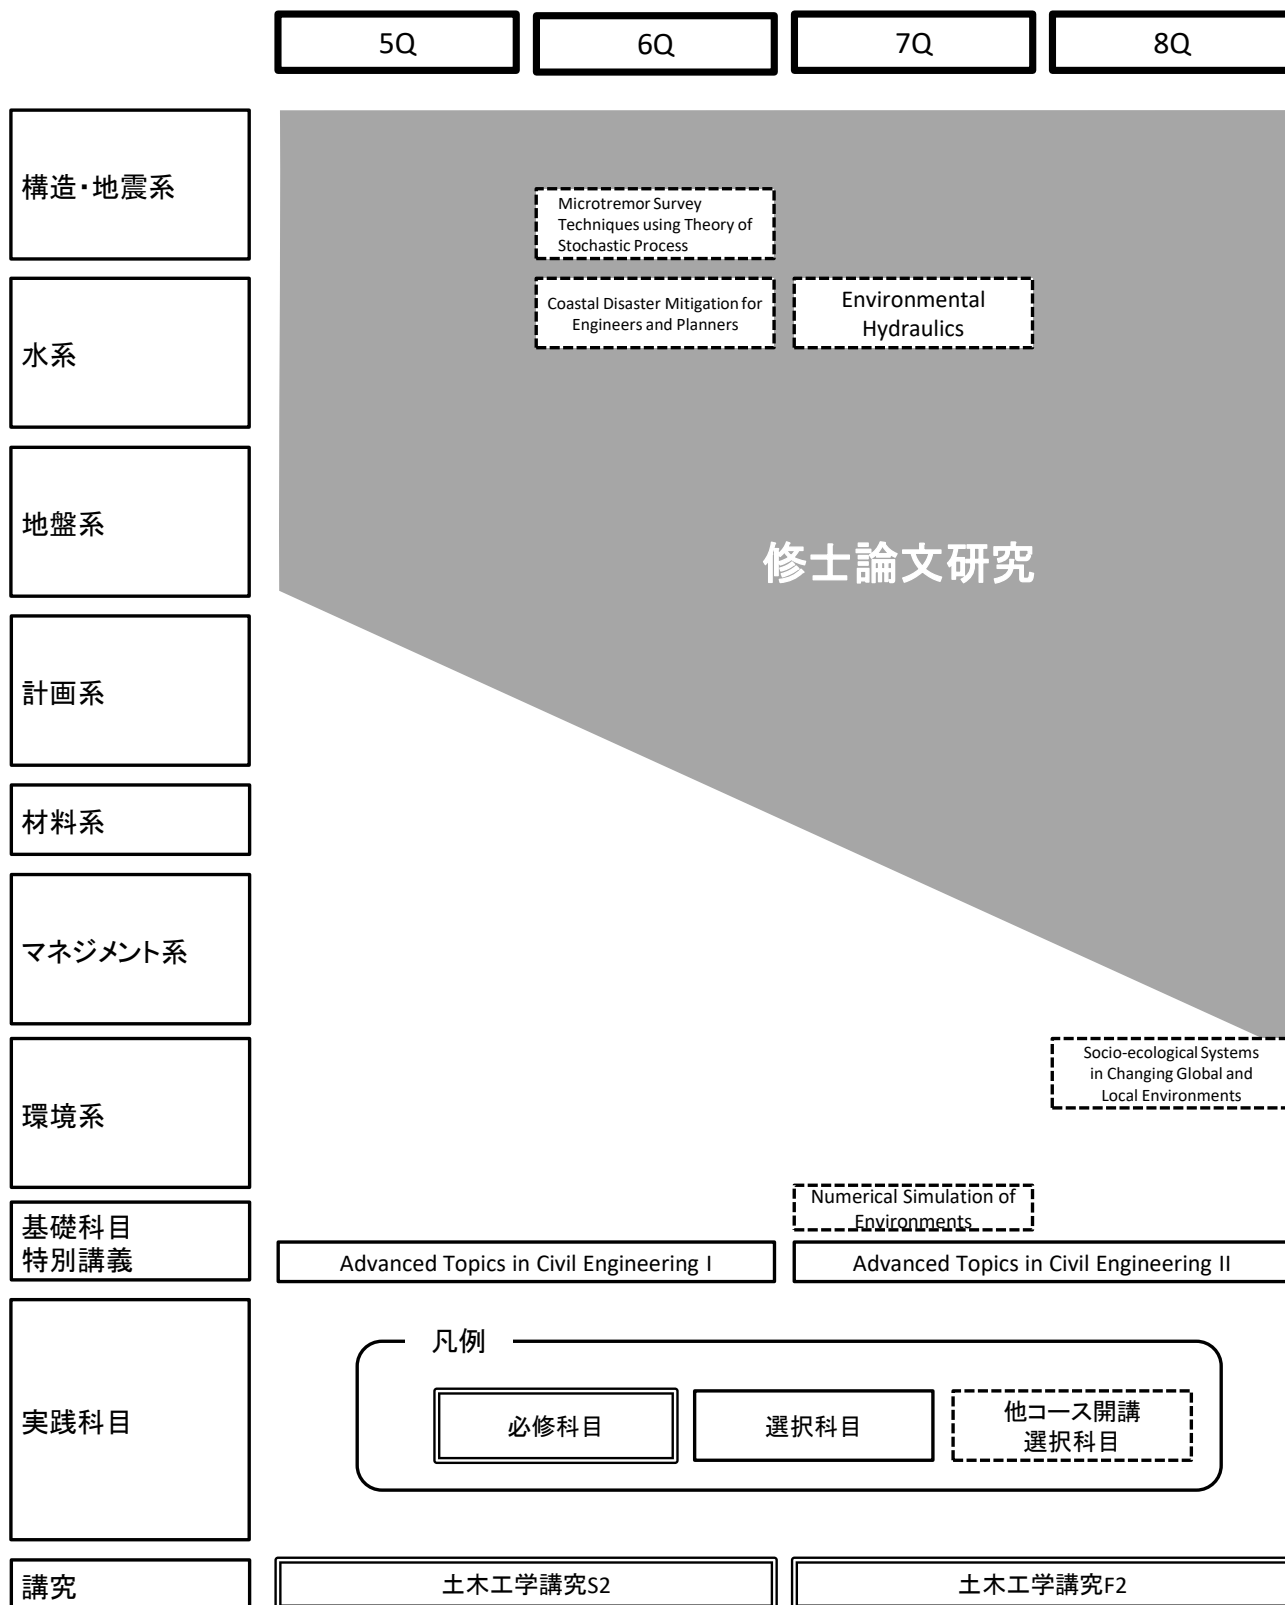 5Q
6Q
7Q
8Q
構造・地震系
Microtremor Survey
Techniques using Theory of
Stochastic Process
水系
Coastal Disaster Mitigation for
Engineers and Planners
Environmental
Hydraulics
地盤系
修士論文研究
計画系
材料系
マネジメント系
環境系
Socio-ecological Systems
in Changing Global and
Local Environments
基礎科目
特別講義
Numerical Simulation of
Environments
Advanced Topics in Civil Engineering I
Advanced Topics in Civil Engineering II
実践科目
凡例
必修科目
選択科目
他コース開講
選択科目
講究
土木工学講究S2
土木工学講究F2